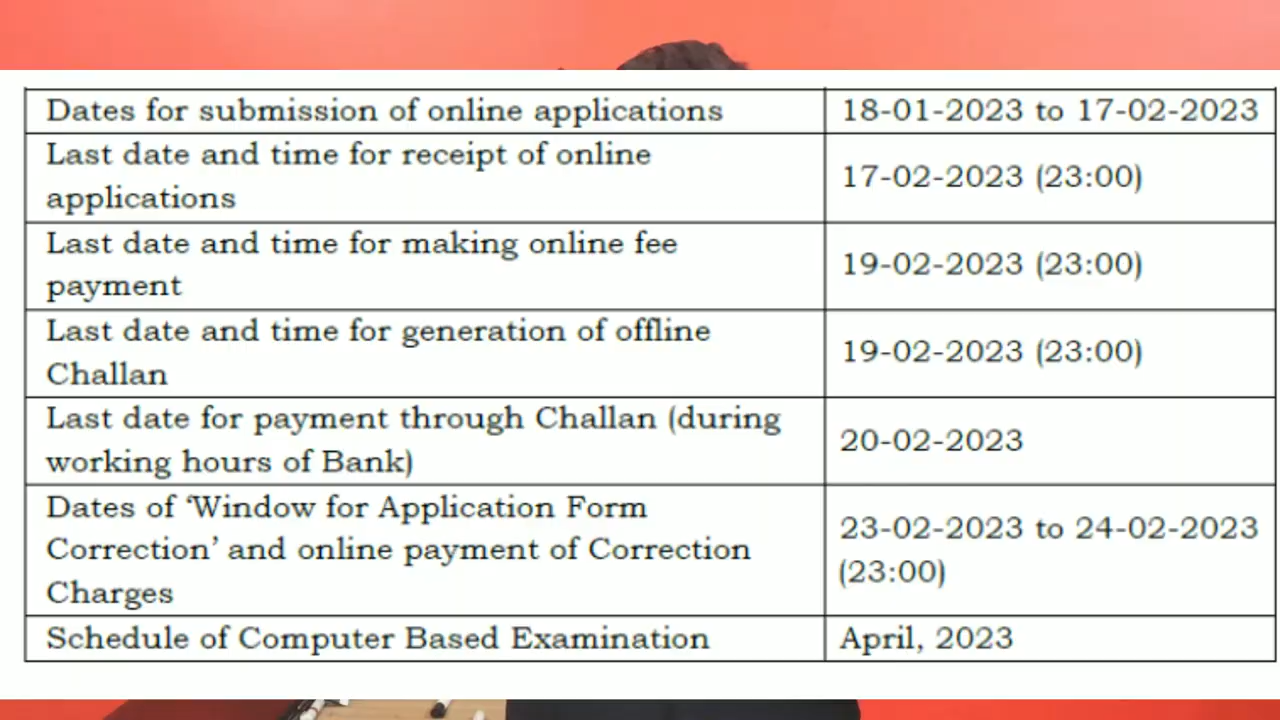 Dates for submission of online applications
18-01-2023 to 17-02-2023
Last date and time for receipt of online
applications
17-02-2023 (23:00)
Last date and time for making online fee
payment
19-02-2023 (23:00)
Last date and time for generation of offline
Challan
19-02-2023 (23:00)
Last date for payment through Challan (during
working hours of Bank)
20-02-2023
Dates of ‘Window for Application Form
Correction’ and online payment of Correction
Charges
23-02-2023 to 24-02-2023
(23:00)
Schedule of Computer Based Examination
April, 2023